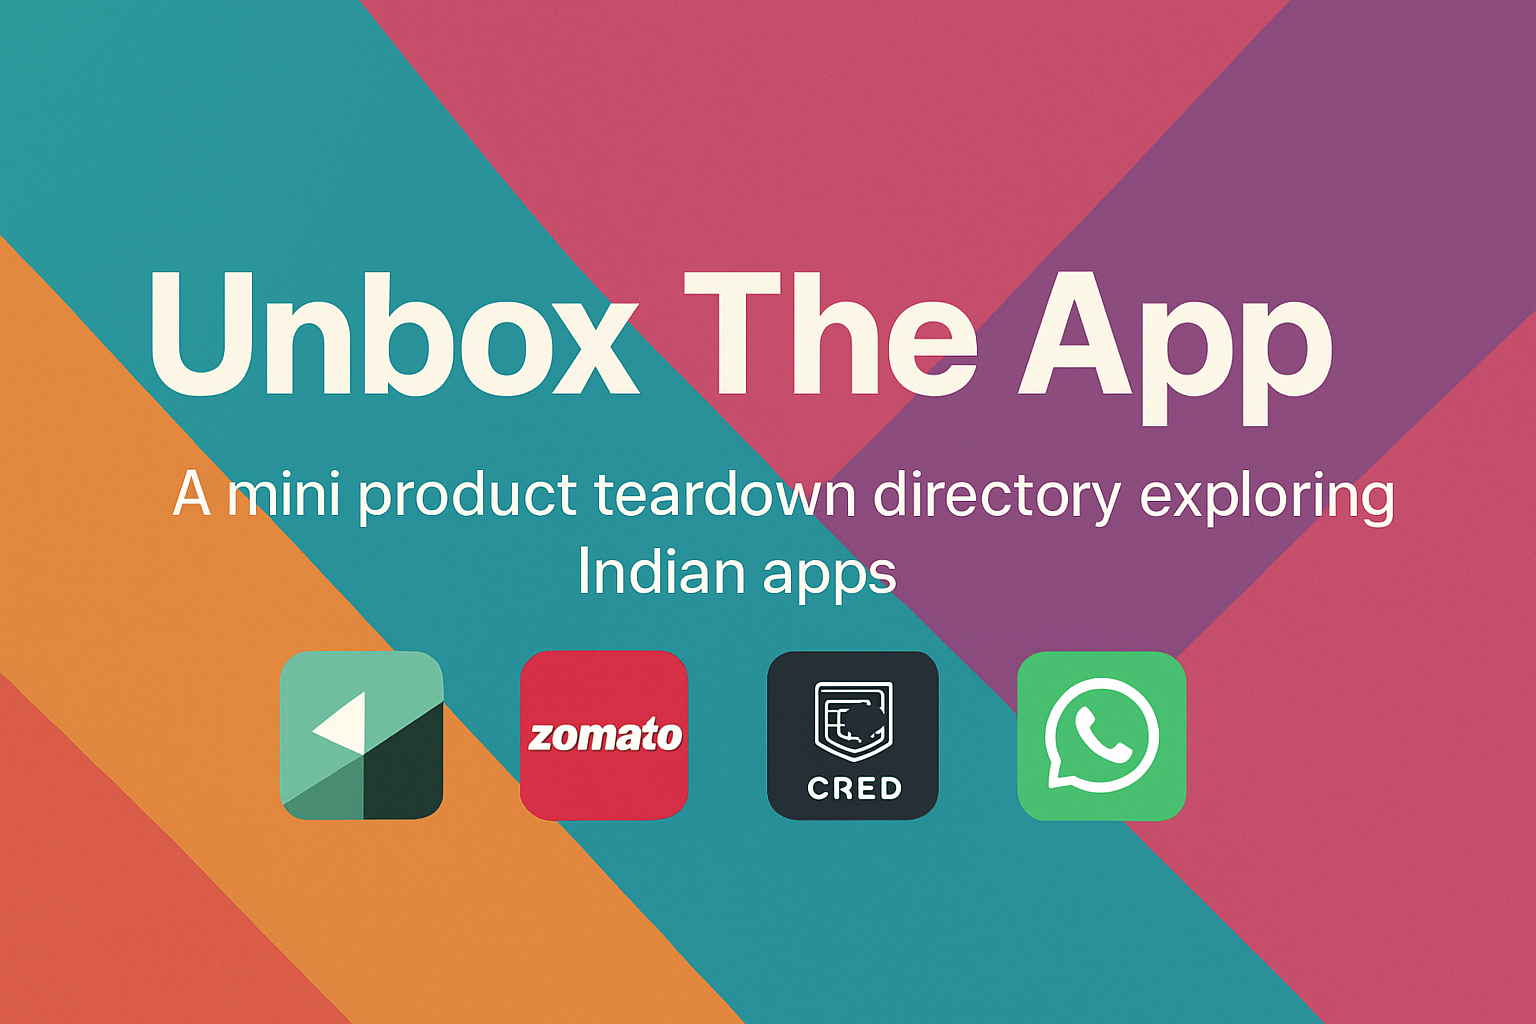 Unbox The App
A mini product teardown directory exploring
Indian apps
zomato
CRED